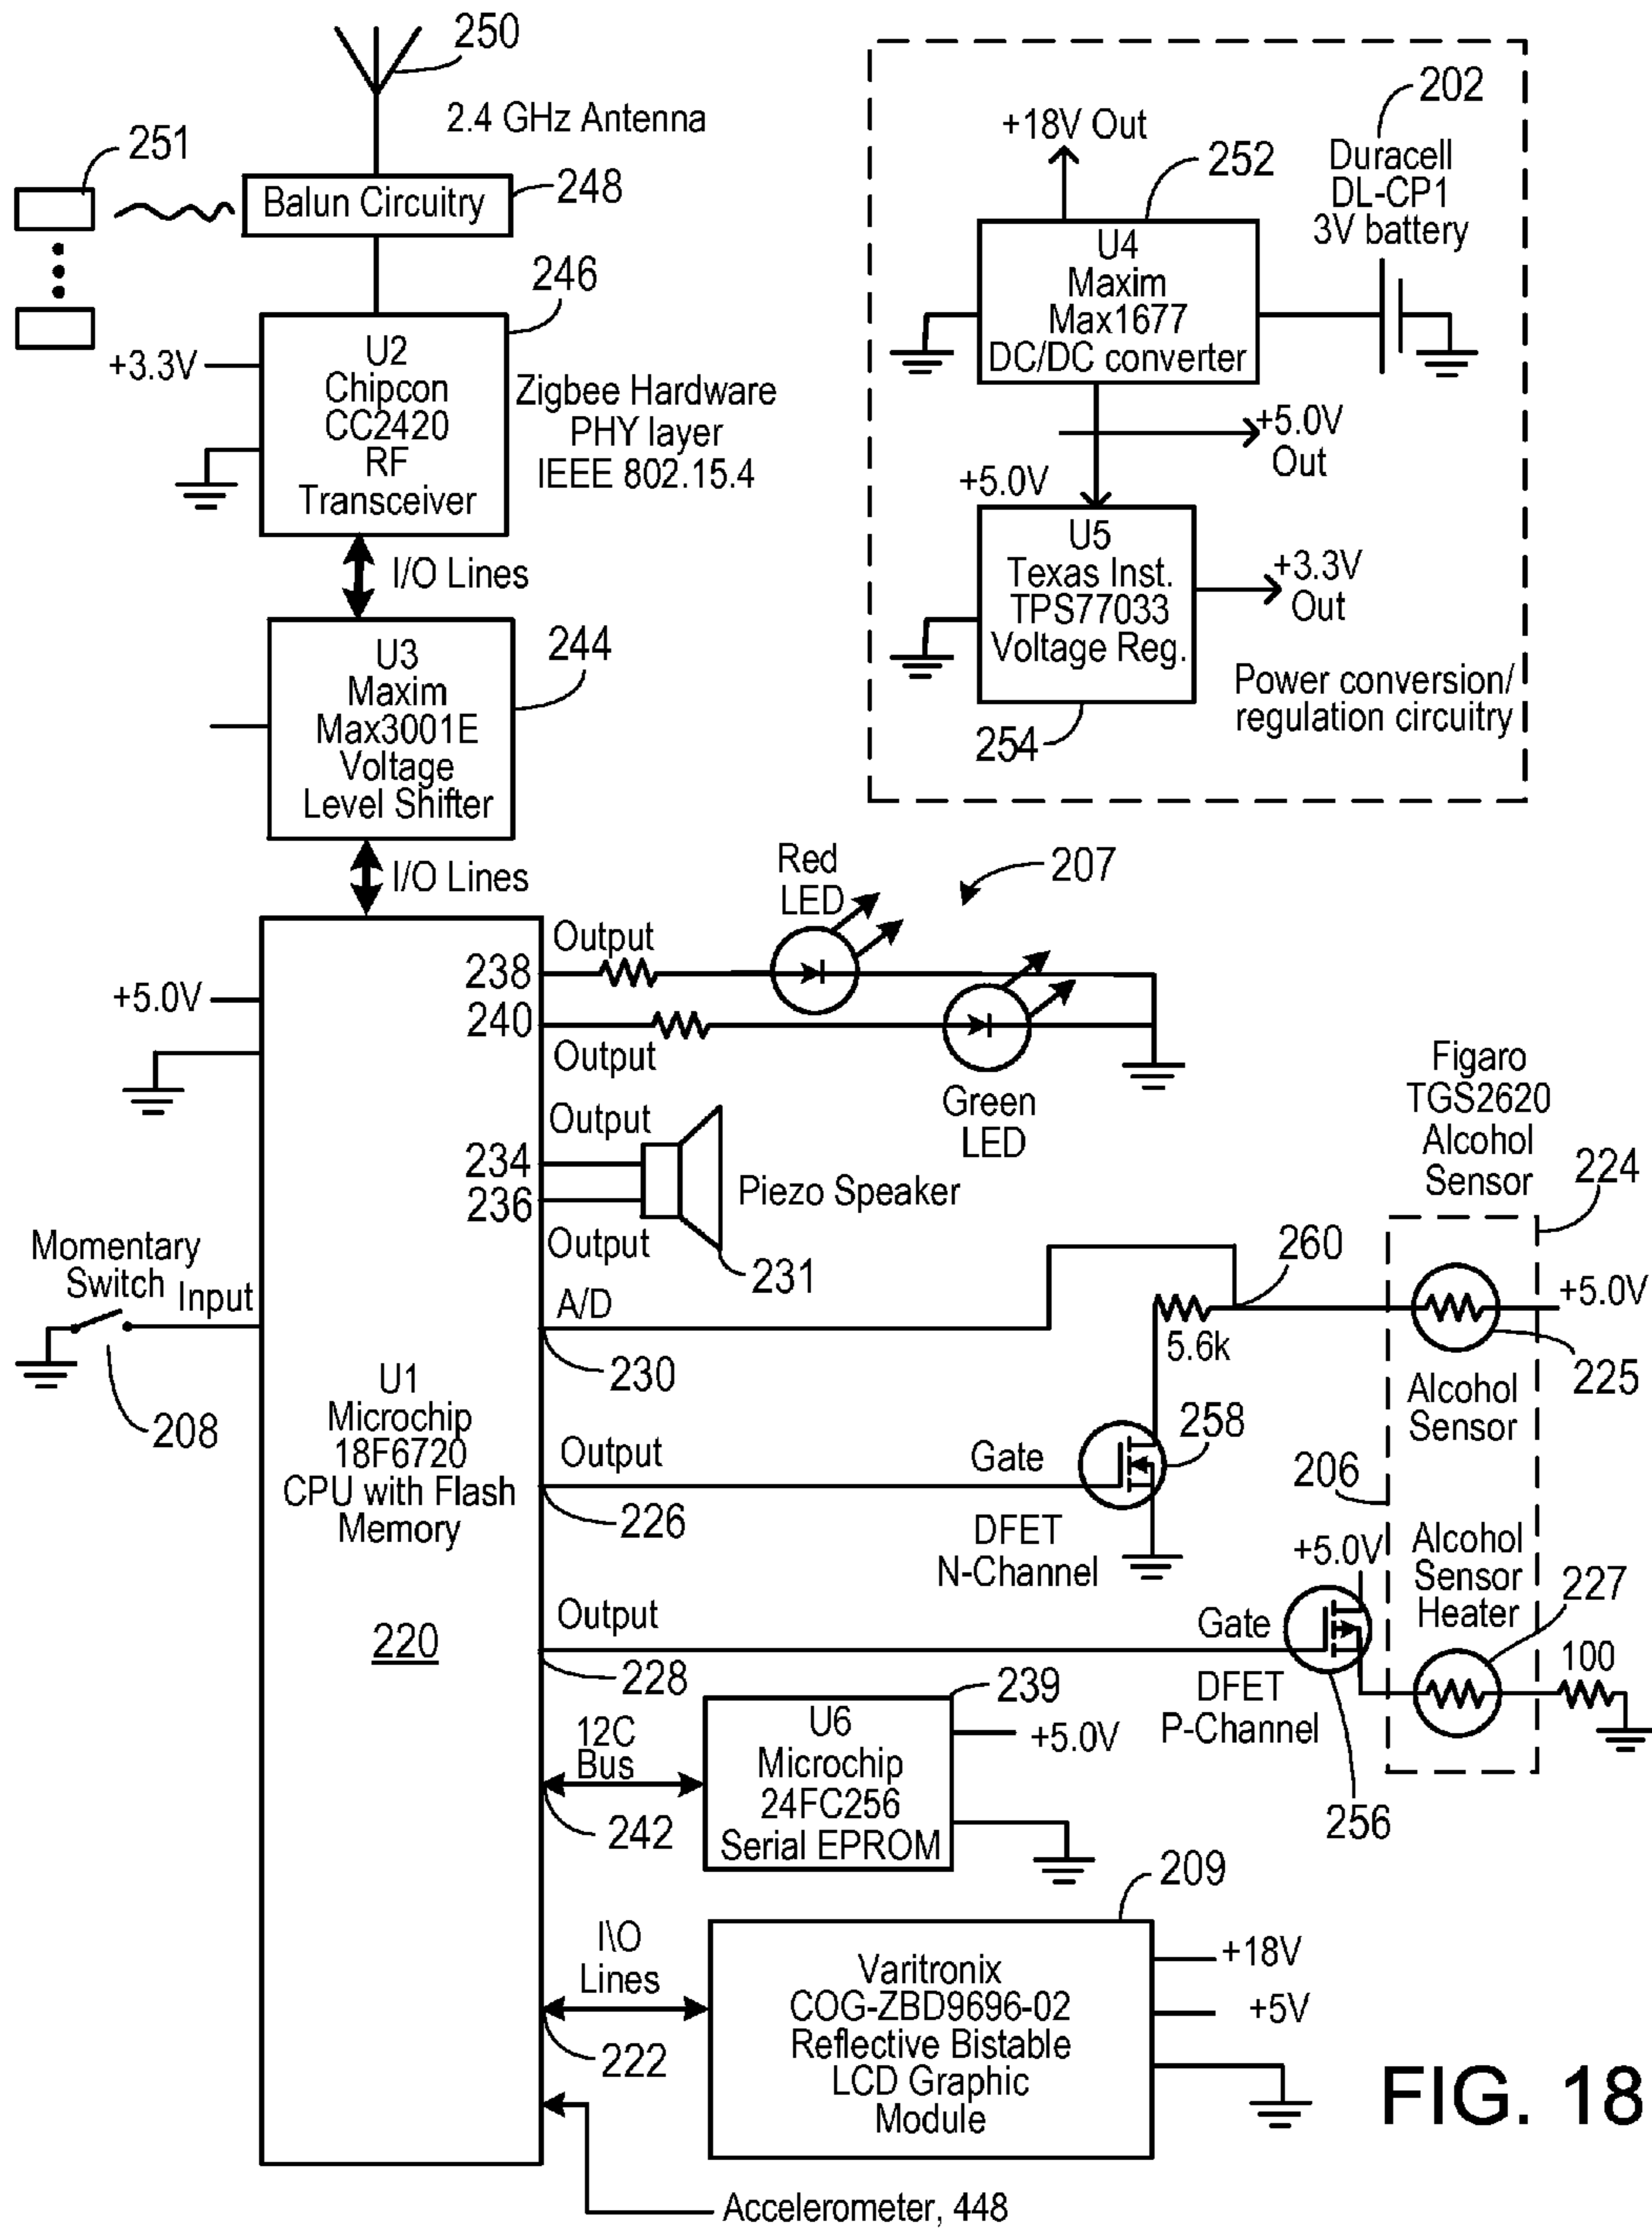 250
2.4 GHz Antenna
251
Balun Circuitry
248
246
+3.3V
U2
Chipcon
CC2420
RF
Transceiver
Zigbee Hardware
PHY layer
IEEE 802.15.4
I/O Lines
U3
Maxim
Max3001E
Voltage
Level Shifter
244
I/O Lines
202
Duracell
DL-CP1
3V battery
+18V Out
252
U4
Maxim
Max1677
DC/DC converter
+5.0V
Out
+5.0V
U5
Texas Inst.
TPS77033
Voltage Reg.
+3.3V
Out
254
Power conversion/
regulation circuitry
Red
LED
207
Output
238
+5.0V
240
Output
Green
LED
Output
234
236
Output
Piezo Speaker
231
Figaro
TGS2620
Alcohol
Sensor
224
Momentary
Switch
Input
208
A/D
230
260
5.6k
+5.0V
225
Alcohol
Sensor
U1
Microchip
18F6720
CPU with Flash
Memory
220
Output
226
Gate
258
DFET
N-Channel
206
+5.0V
Alcohol
Sensor
Heater
227
Output
228
Gate
DFET
P-Channel
256
100
12C
Bus
242
239
U6
Microchip
24FC256
Serial EPROM
+5.0V
209
I\O
Lines
222
Varitronix
COG-ZBD9696-02
Reflective Bistable
LCD Graphic
Module
+18V
+5V
Accelerometer, 448
FIG. 18